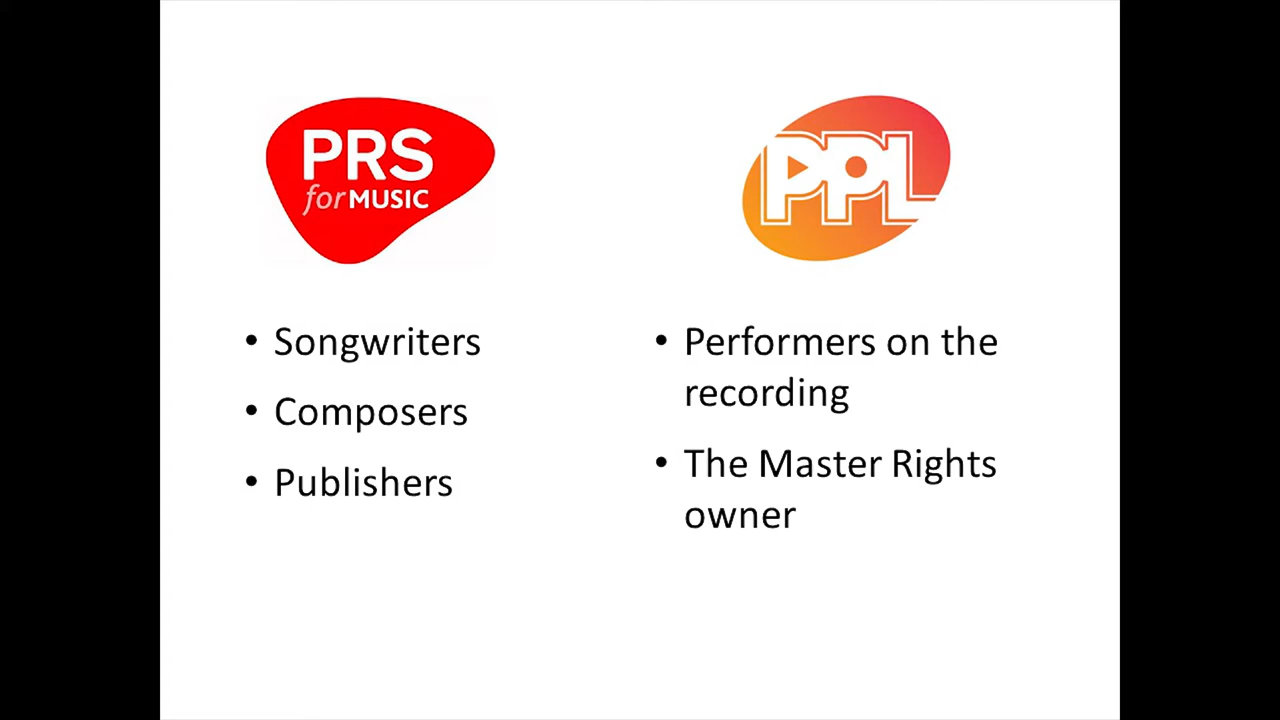 PRS
for MUSIC
PPL
• Songwriters
• Composers
• Publishers
• Performers on the
recording
• The Master Rights
owner